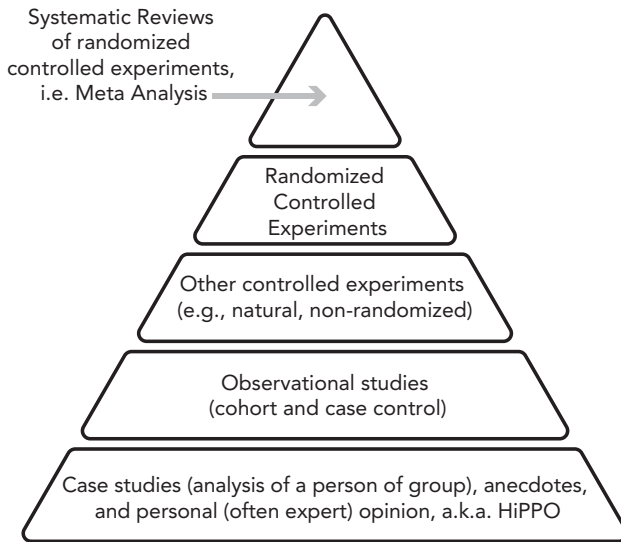 Systematic Reviews
of randomized
controlled experiments,
i.e. Meta Analysis
Randomized
Controlled
Experiments
Other controlled experiments
(e.g., natural, non-randomized)
Observational studies
(cohort and case control)
Case studies (analysis of a person of group), anecdotes,
and personal (often expert) opinion, a.k.a. HiPPO